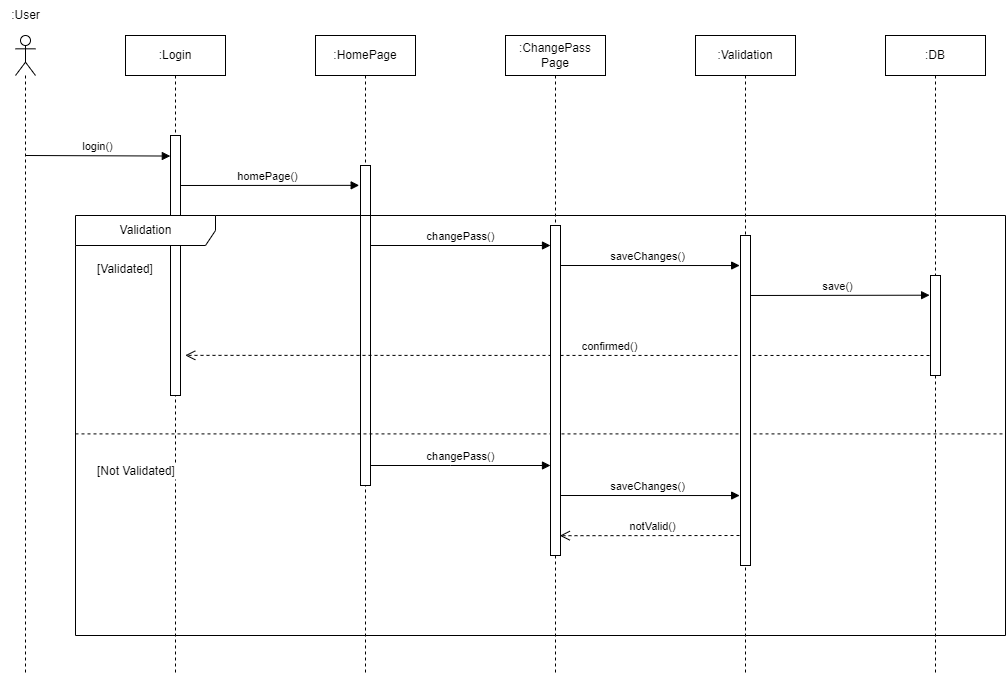 :User
:Login
:HomePage
:ChangePass
Page
:Validation
:DB
login()
homePage()
Validation
changePass()
saveChanges()
[Validated]
save()
confirmed()
changePass()
[Not Validated]
saveChanges()
notValid()